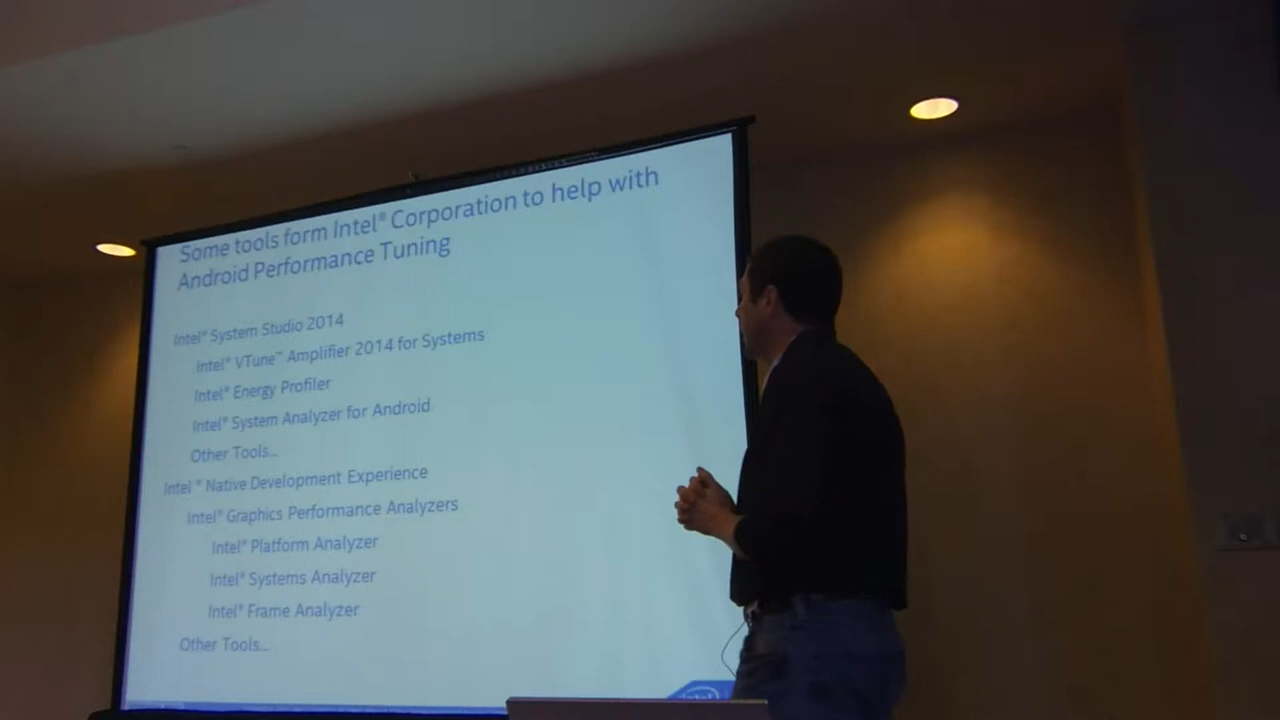 Some tools form Intel® Corporation to help with
Android Performance Tuning
Intel® System Studio 2014
Intel® VTune™ Amplifier 2014 for Systems
Intel® Energy Profiler
Intel® System Analyzer for Android
Other Tools...
Intel ® Native Development Experience
Intel® Graphics Performance Analyzers
Intel® Platform Analyzer
Intel® Systems Analyzer
Intel® Frame Analyzer
Other Tools...
intel